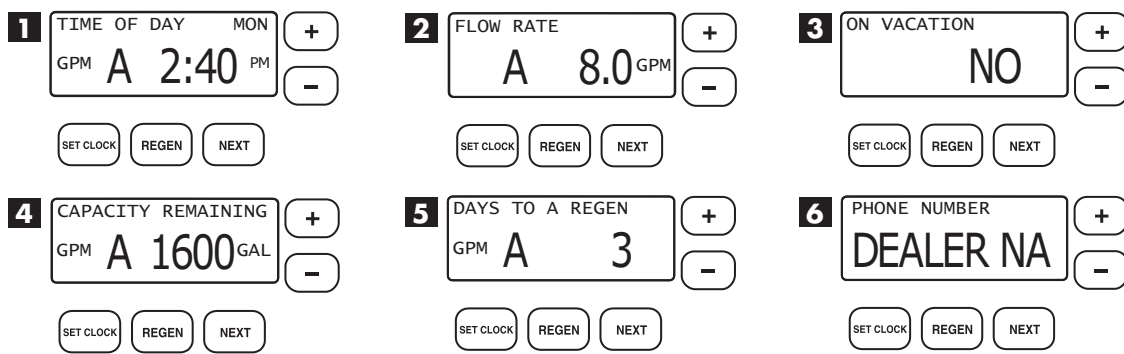 1
TIME OF DAY MON
GPM A 2:40 PM
+
-
SET CLOCK REGEN NEXT
2
FLOW RATE
A 8.0 GPM
+
-
SET CLOCK REGEN NEXT
3
ON VACATION
NO
+
-
SET CLOCK REGEN NEXT
4
CAPACITY REMAINING
GPM A 1600 GAL
+
-
SET CLOCK REGEN NEXT
5
DAYS TO A REGEN
GPM A 3
+
-
SET CLOCK REGEN NEXT
6
PHONE NUMBER
DEALER NA
+
-
SET CLOCK REGEN NEXT